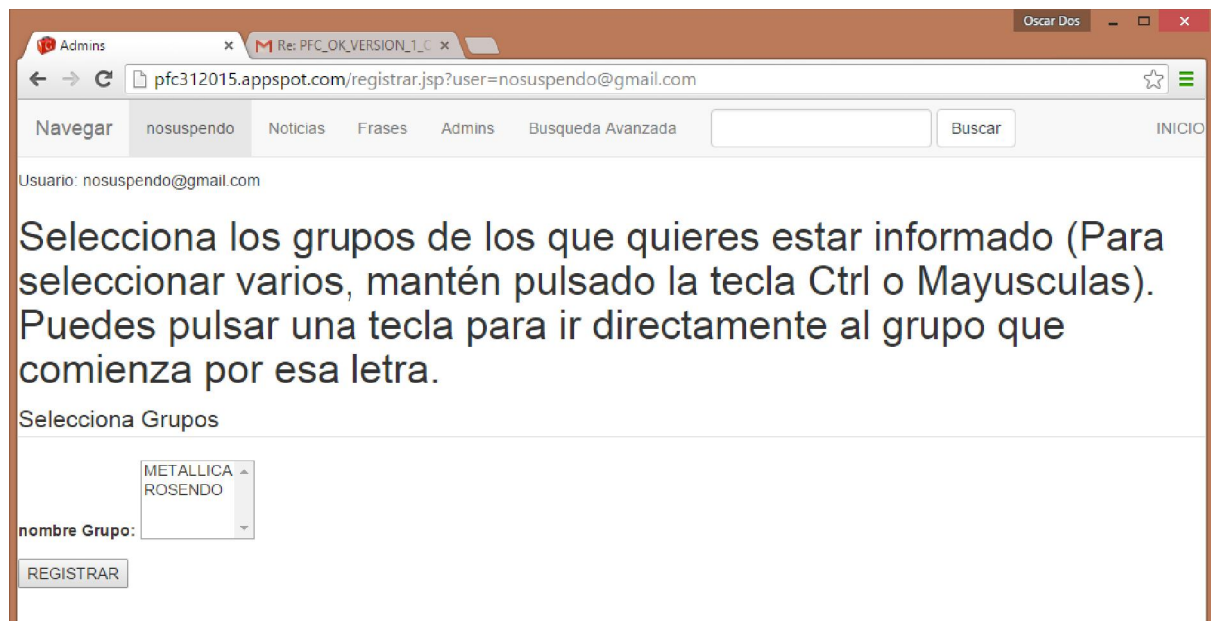 Oscar Dos
Admins
Re: PFC_OK_VERSION_1_C
pfc312015.appspot.com/registrar.jsp?user=nosuspendo@gmail.com
Navegar nosuspendo Noticias Frases Admins Busqueda Avanzada Buscar INICIO
Usuario: nosuspendo@gmail.com
Selecciona los grupos de los que quieres estar informado (Para
seleccionar varios, mantén pulsado la tecla Ctrl o Mayusculas).
Puedes pulsar una tecla para ir directamente al grupo que
comienza por esa letra.
Selecciona Grupos
METALLICA
ROSENDO
nombre Grupo:
REGISTRAR